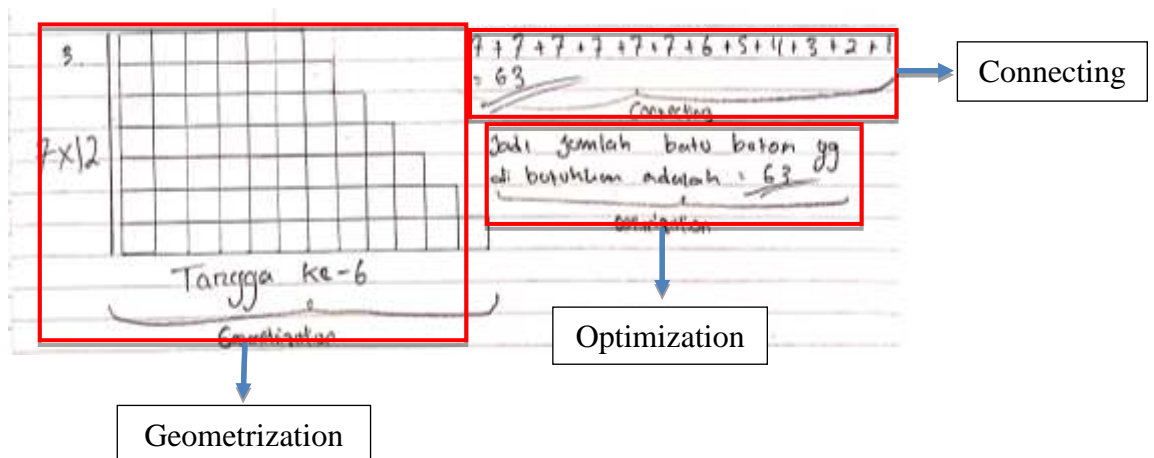 3.
7 + 7 + 7 + 7 + 7 + 7 + 6 + 5 + 4 + 3 + 2 + 1
= 63
Connecting
Connecting
7x12
Jadi jumlah batu baton yg
di butuhkan adalah : 63
Tangga ke-6
Optimization
Geometrization
Geometrization